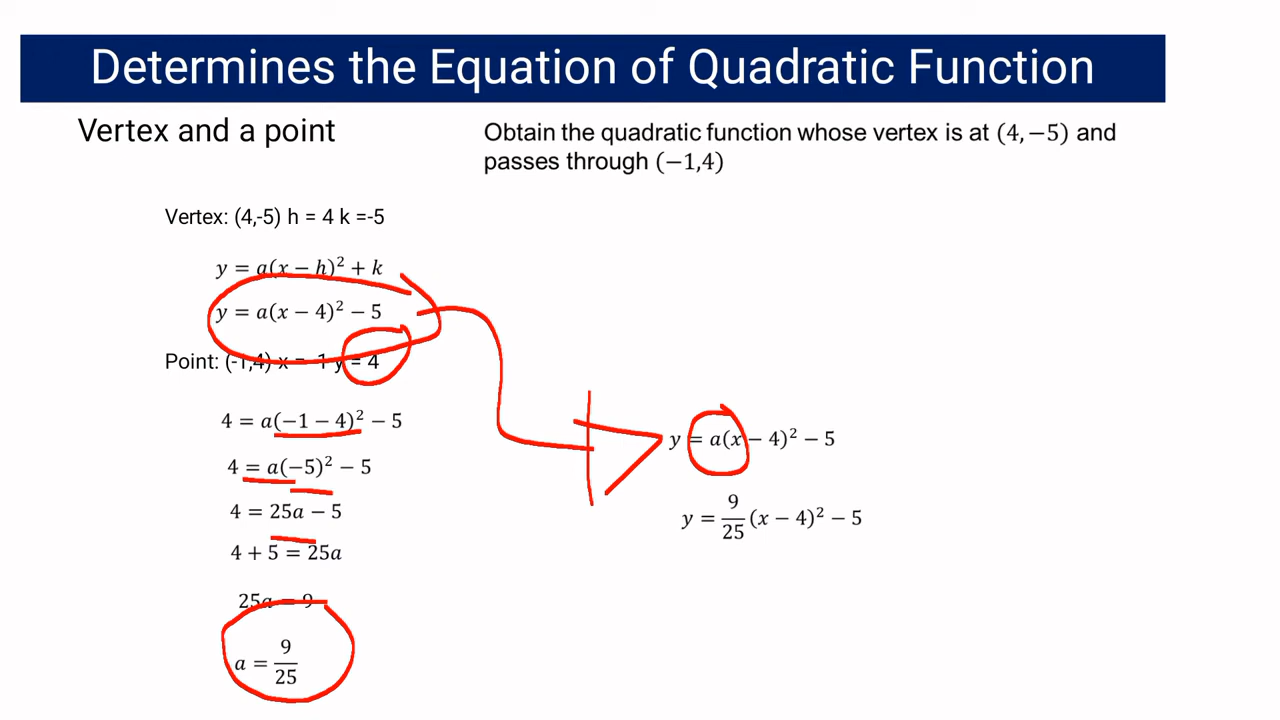 Determines the Equation of Quadratic Function
Vertex and a point
Obtain the quadratic function whose vertex is at (4, −5) and
passes through (−1,4)
Vertex: (4,-5) h = 4 k =-5
y = a(x − h)² + k
y = a(x − 4)² − 5
Point: (-1,4) x = -1 y = 4
4 = a(−1 − 4)² − 5
4 = a(−5)² − 5
4 = 25a − 5
4 + 5 = 25a
25a = 9
a = 9/25
y = a(x − 4)² − 5
y = 9/25 (x − 4)² − 5